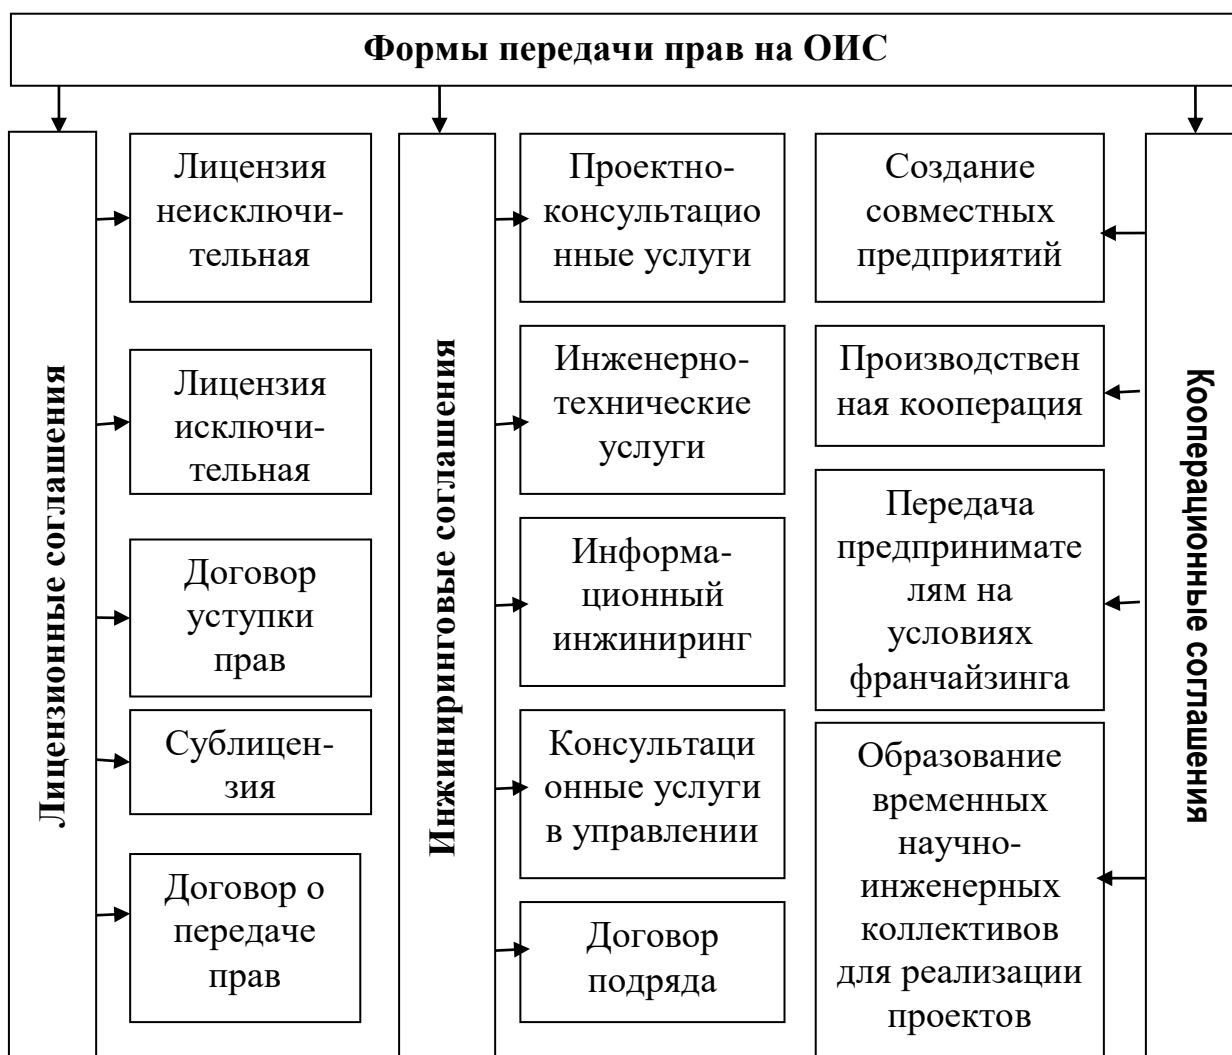 Формы передачи прав на ОИС
Лицензионные соглашения
Лицензия
неисключи-
тельная
Лицензия
исключи-
тельная
Договор
уступки
прав
Сублицен-
зия
Договор о
передаче
прав
Инжиниринговые соглашения
Проектно-
консультацио
нные услуги
Инженерно-
технические
услуги
Информа-
ционный
инжиниринг
Консультаци
онные услуги
в управлении
Договор
подряда
Создание
совместных
предприятий
Производствен
ная кооперация
Передача
предпринимате
лям на
условиях
франчайзинга
Образование
временных
научно-
инженерных
коллективов
для реализации
проектов
Кооперационные соглашения